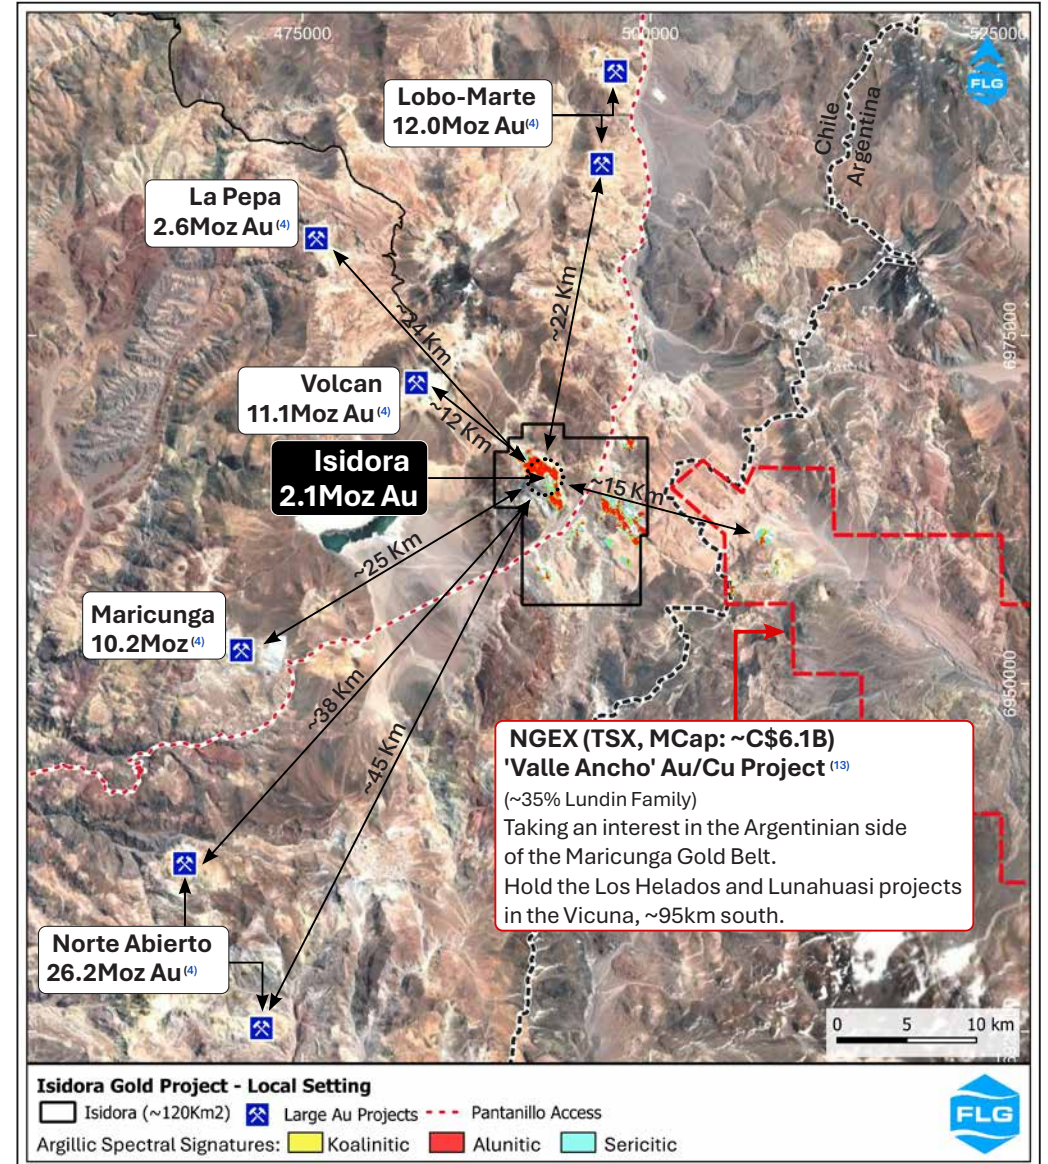 475000
500000
525000
FLG
Lobo-Marte
12.0Moz Au(4)
Chile
Argentina
La Pepa
2.6Moz Au(4)
~22 Km
~24 Km
6975000
Volcan
11.1Moz Au(4)
~12 Km
Isidora
2.1Moz Au
~15 Km
~25 Km
Maricunga
10.2Moz(4)
~38 Km
~45 Km
6950000
NGEX (TSX, MCap: ~C$6.1B)
'Valle Ancho' Au/Cu Project (13)
(~35% Lundin Family)
Taking an interest in the Argentinian side
of the Maricunga Gold Belt.
Hold the Los Helados and Lunahuasi projects
in the Vicuna, ~95km south.
Norte Abierto
26.2Moz Au(4)
0 5 10 km
Isidora Gold Project - Local Setting
Isidora (~120Km2) Large Au Projects Pantanillo Access
Argillic Spectral Signatures: Koalinitic Alunitic Sericitic
FLG